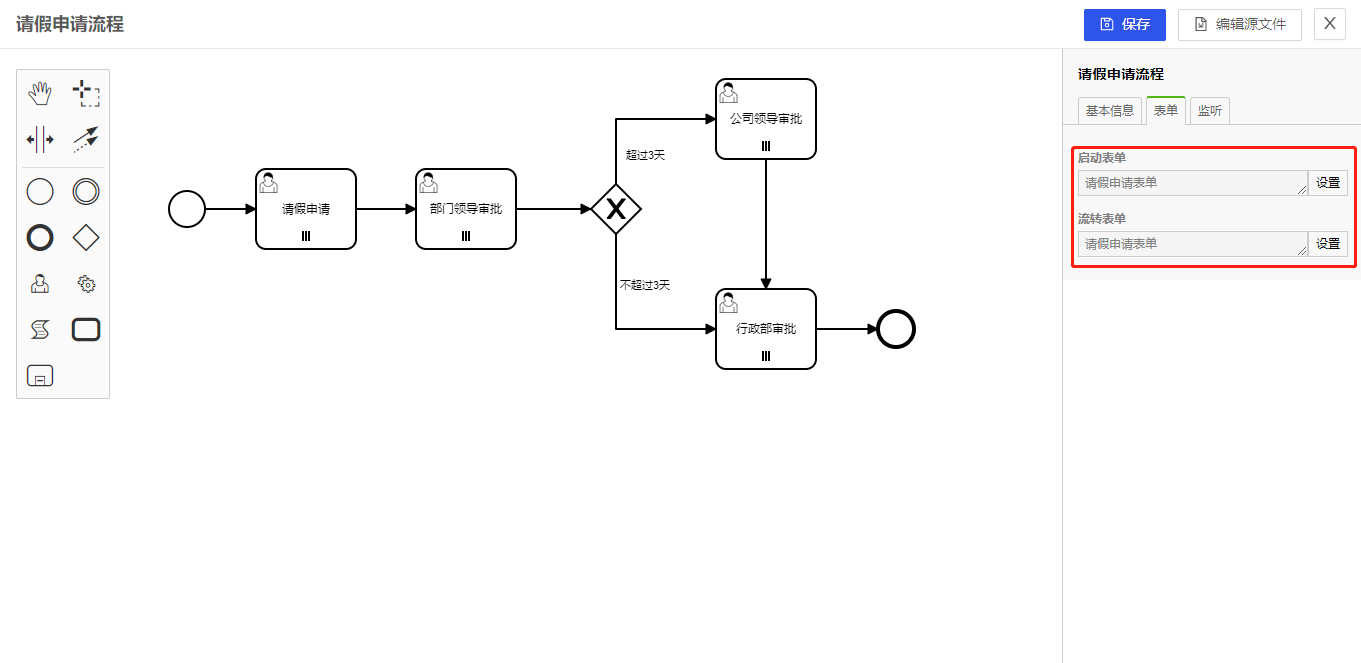 请假申请流程
保存
编辑源文件
X
请假申请流程
基本信息
表单
监听
启动表单
请假申请表单
设置
流转表单
请假申请表单
设置
公司领导审批
超过3天
请假申请
部门领导审批
不超过3天
行政部审批